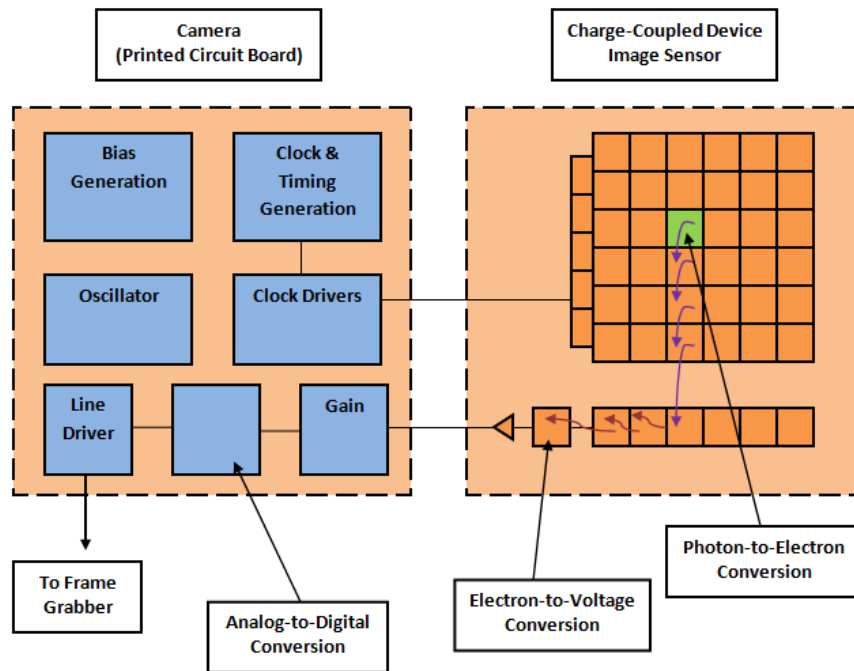 Camera
(Printed Circuit Board)
Charge-Coupled Device
Image Sensor
Bias
Generation
Clock &
Timing
Generation
Oscillator
Clock Drivers
Line
Driver
Gain
To Frame
Grabber
Analog-to-Digital
Conversion
Electron-to-Voltage
Conversion
Photon-to-Electron
Conversion